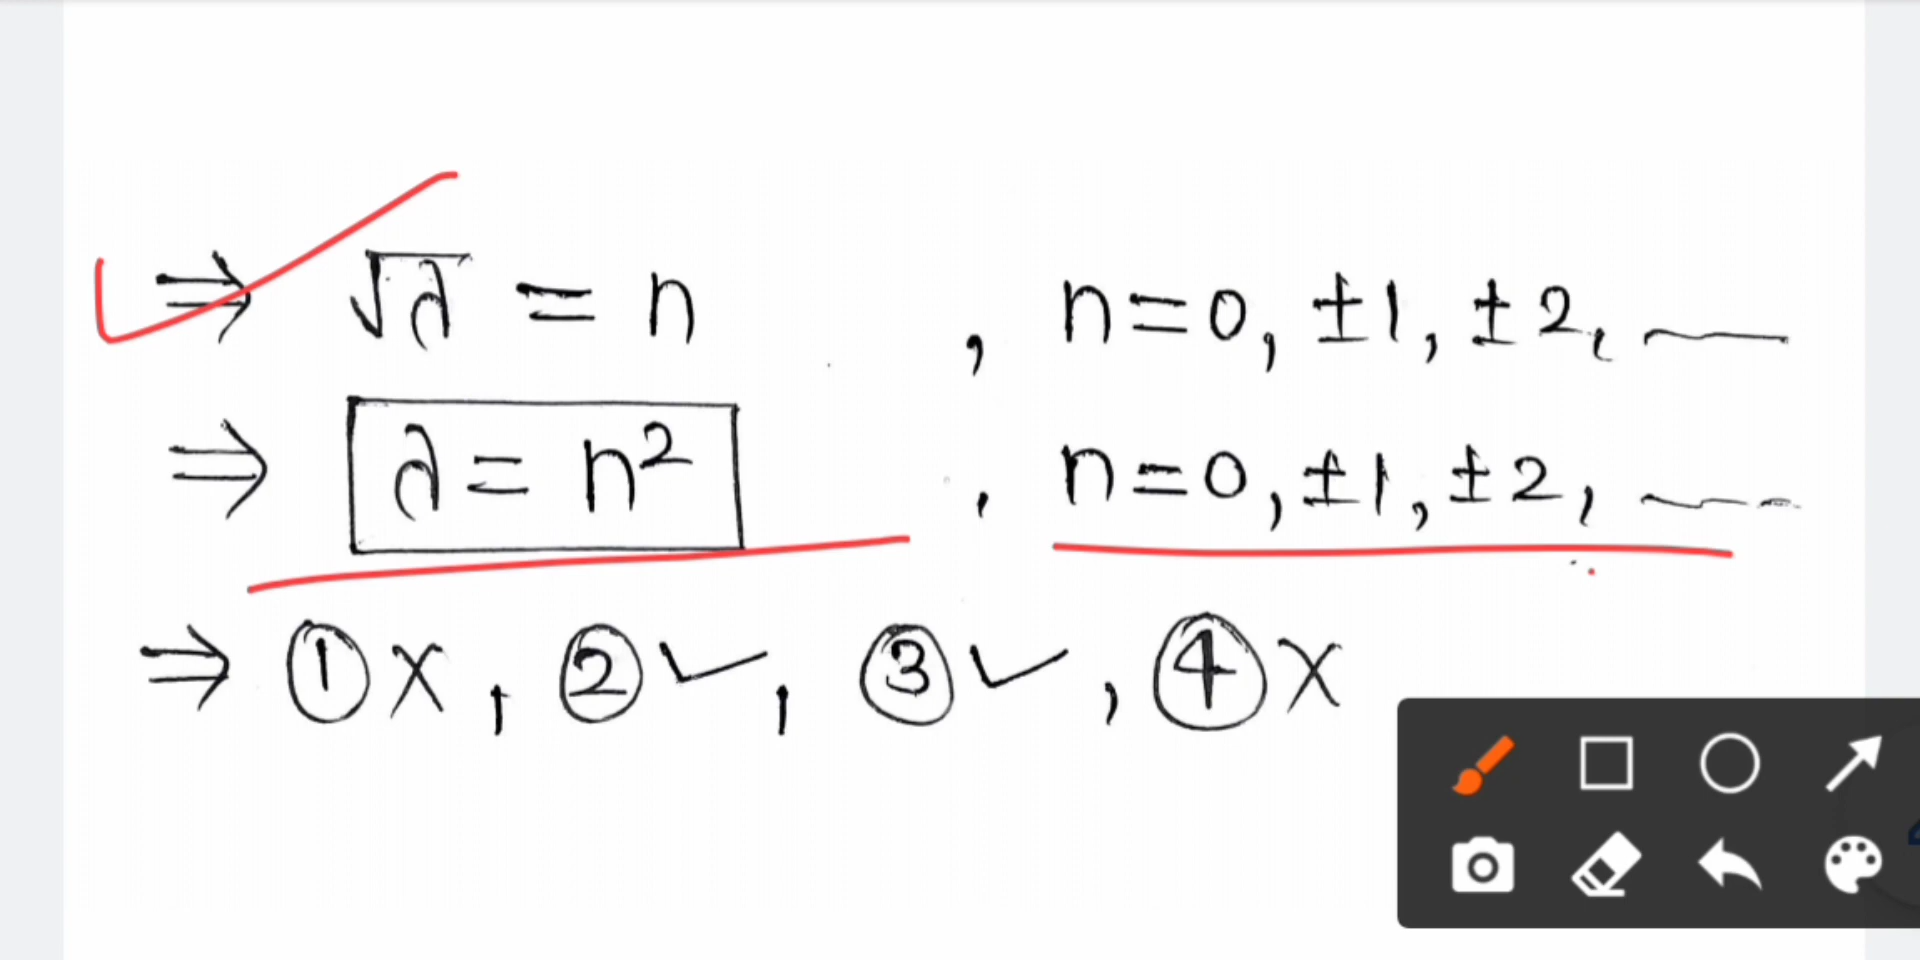 ⇒ √λ = n , n = 0, ±1, ±2, ——
⇒ λ = n² , n = 0, ±1, ±2, ——
⇒ ① ✗, ② ✓, ③ ✓, ④ ✗